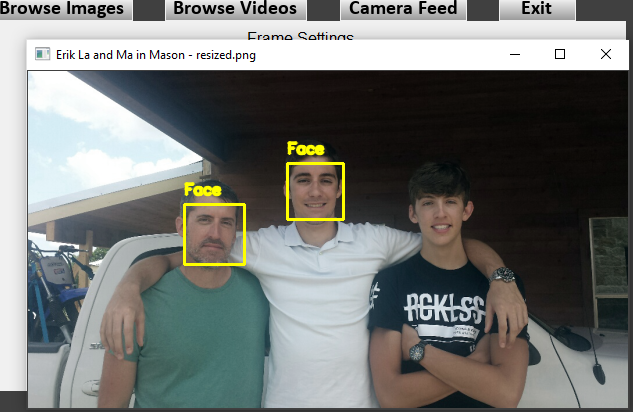 Browse Images Browse Videos Camera Feed Exit
Frame Settings
Erik La and Ma in Mason - resized.png
Face
Face
RCKLSS